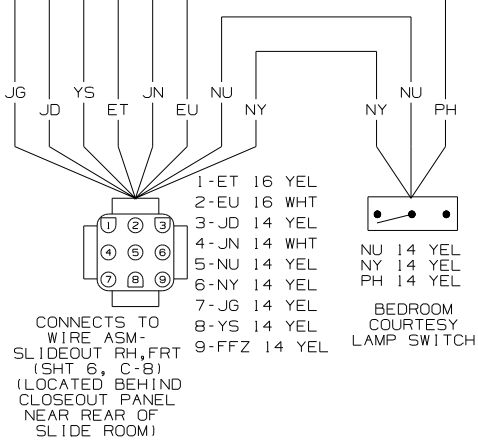 JG
YS
JN
NU
NU
JD
ET
EU
NY
NY
PH
1 2 3
4 5 6
7 8 9
1-ET 16 YEL
2-EU 16 WHT
3-JD 14 YEL
4-JN 14 WHT
5-NU 14 YEL
6-NY 14 YEL
7-JG 14 YEL
8-YS 14 YEL
9-FFZ 14 YEL
CONNECTS TO
WIRE ASM-
SLIDEOUT RH,FRT
(SHT 6, C-8)
(LOCATED BEHIND
CLOSEOUT PANEL
NEAR REAR OF
SLIDE ROOM)
NU 14 YEL
NY 14 YEL
PH 14 YEL
BEDROOM
COURTESY
LAMP SWITCH